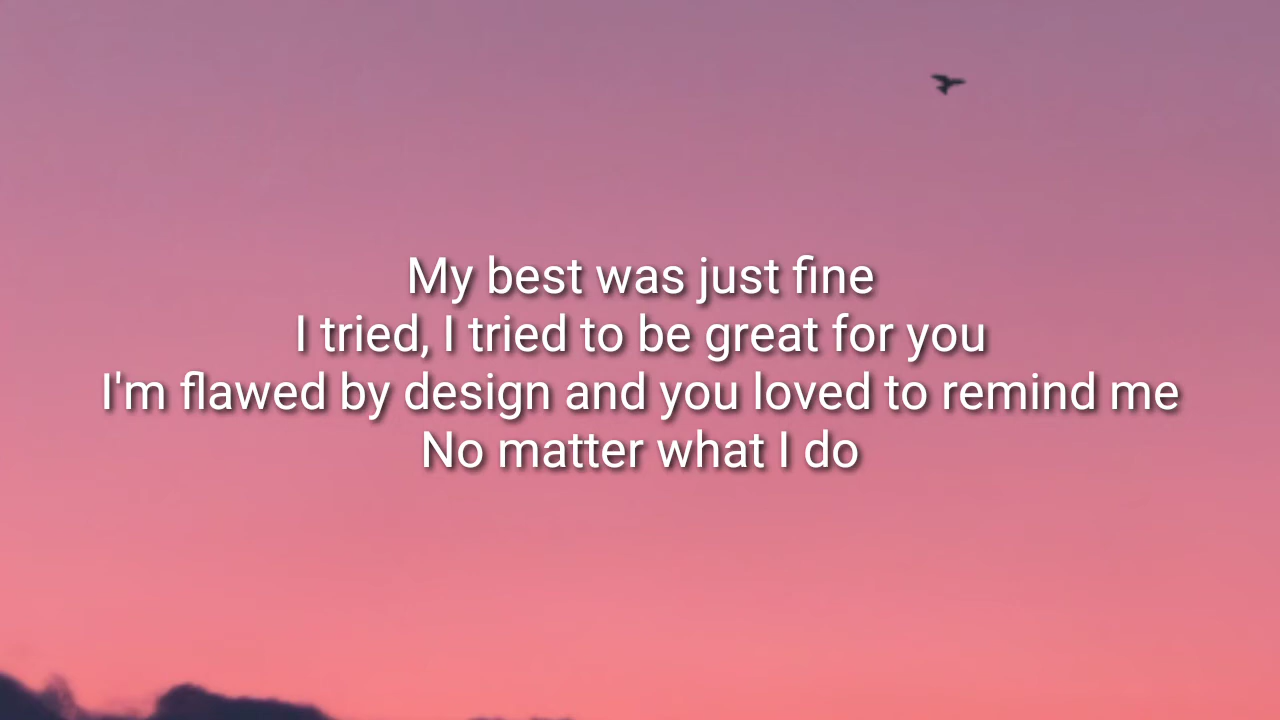 My best was just fine
I tried, I tried to be great for you
I'm flawed by design and you loved to remind me
No matter what I do